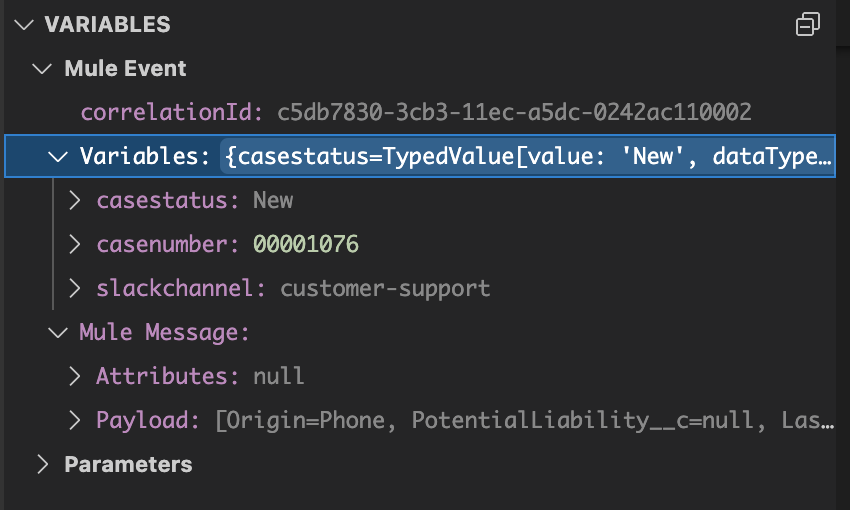 VARIABLES
Mule Event
correlationId: c5db7830-3cb3-11ec-a5dc-0242ac110002
Variables: {casestatus=TypedValue[value: 'New', dataType…
casestatus: New
casenumber: 00001076
slackchannel: customer-support
Mule Message:
Attributes: null
Payload: [Origin=Phone, PotentialLiability__c=null, Las…
Parameters